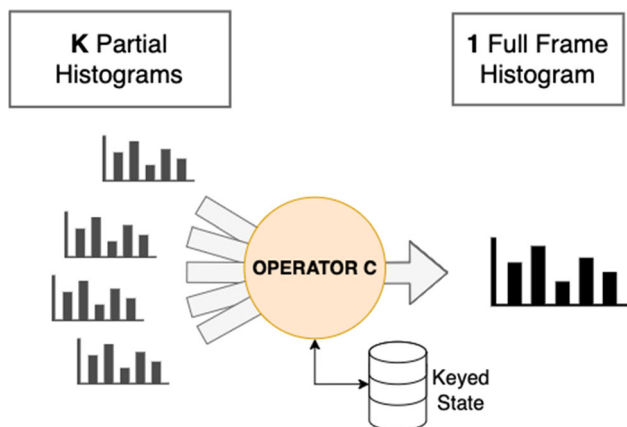 K Partial
Histograms
1 Full Frame
Histogram
OPERATOR C
Keyed
State